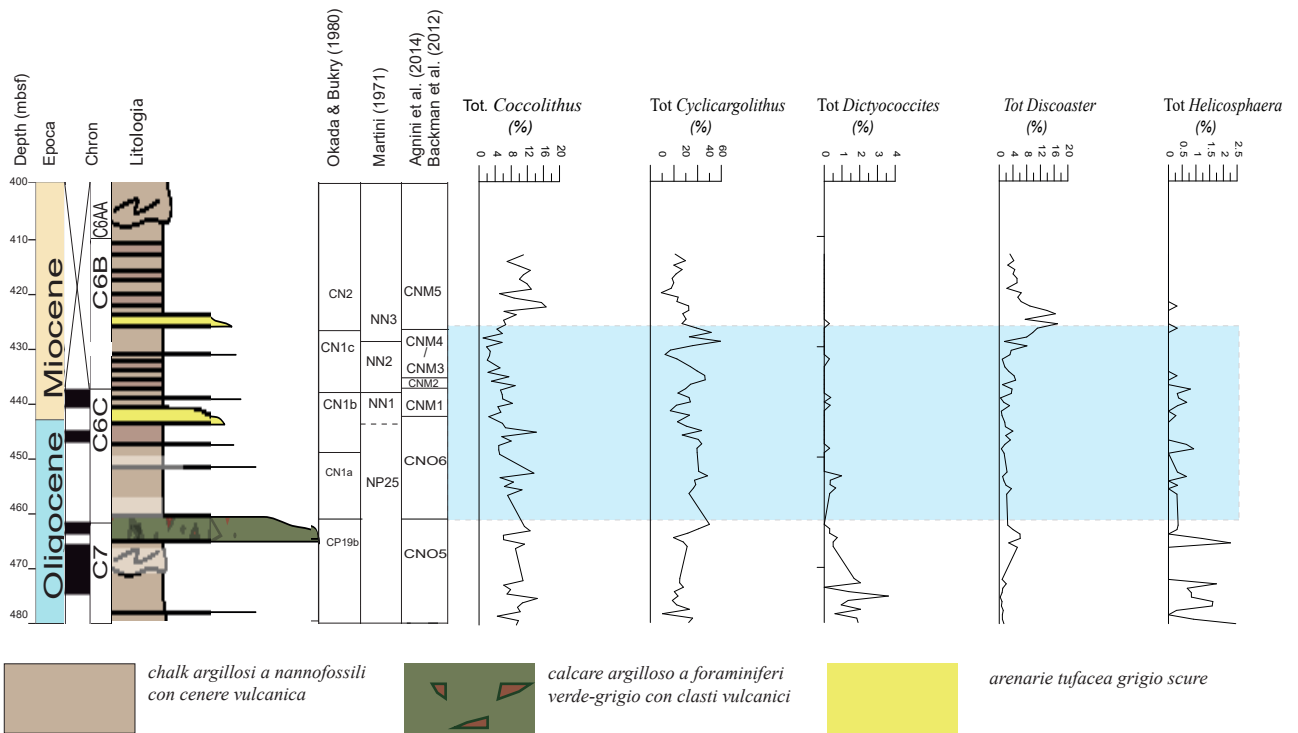 Depth (mbsf)
Epoca
Chron
Litologia
Okada & Bukry (1980)
Martini (1971)
Agnini et al. (2014)
Backman et al. (2012)
Tot. Coccolithus
(%)
0 4 8 12 16 20
Tot Cyclicargolithus
(%)
0 20 40 60
Tot Dictyococcites
(%)
0 1 2 3 4
Tot Discoaster
(%)
0 4 8 12 16 20
Tot Helicosphaera
(%)
0 0.5 1 1.5 2 2.5
400
410
420
430
440
450
460
470
480
Miocene
Oligocene
C6AA
C6B
C6C
C7
CN2
CN1c
CN1b
CN1a
CP19b
NN3
NN2
NN1
NP25
CNM5
CNM4
/
CNM3
CNM2
CNM1
CNO6
CNO5
chalk argillosi a nannofossili
con cenere vulcanica
calcare argilloso a foraminiferi
verde-grigio con clasti vulcanici
arenarie tufacea grigio scure